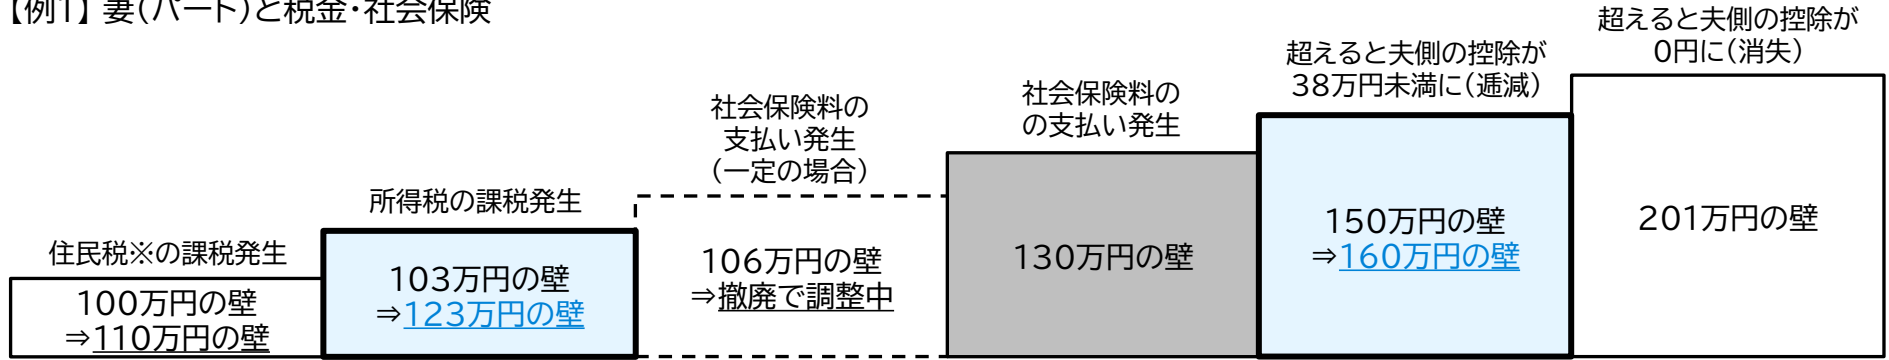 【例1】 妻（パート）と税金・社会保険
住民税※の課税発生
100万円の壁
⇒110万円の壁
所得税の課税発生
103万円の壁
⇒123万円の壁
社会保険料の
支払い発生
（一定の場合）
106万円の壁
⇒撤廃で調整中
社会保険料の
の支払い発生
130万円の壁
超えると夫側の控除が
38万円未満に（逓減）
150万円の壁
⇒160万円の壁
超えると夫側の控除が
0円に（消失）
201万円の壁